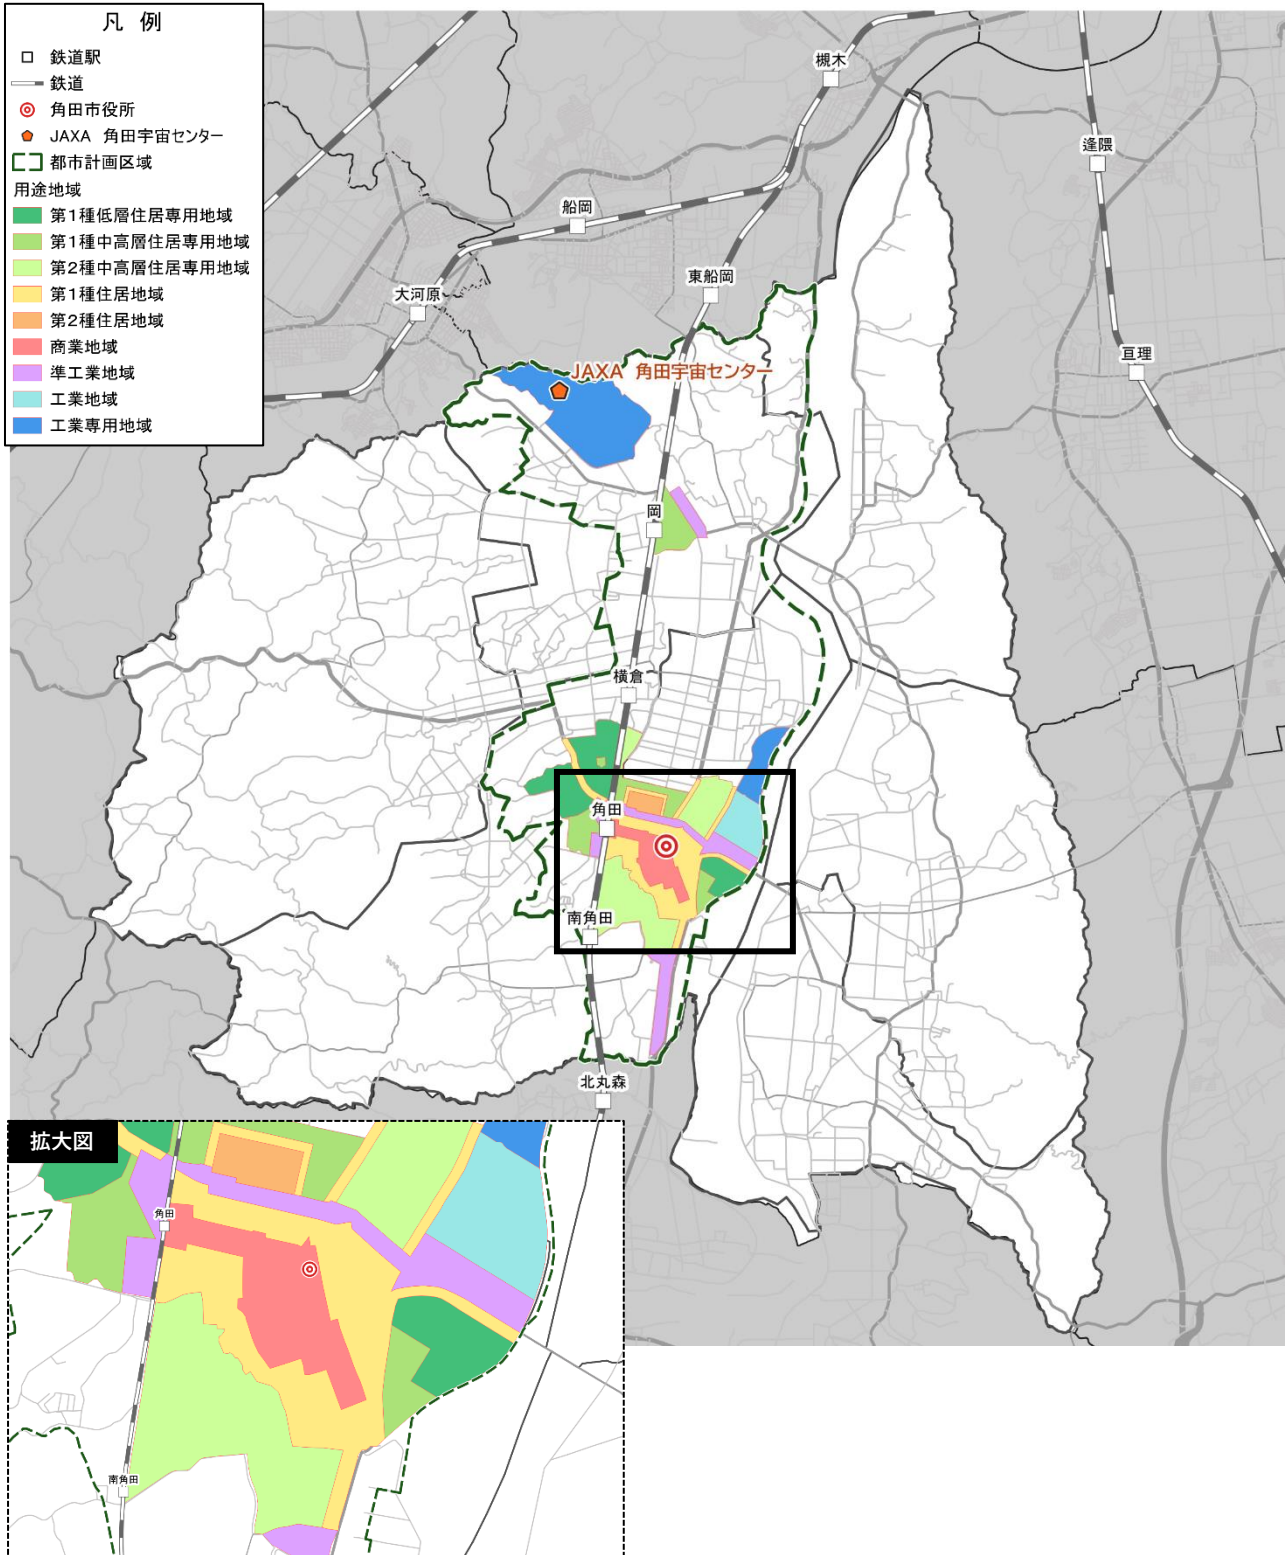 凡 例
鉄道駅
鉄道
角田市役所
JAXA 角田宇宙センター
都市計画区域
用途地域
第1種低層住居専用地域
第1種中高層住居専用地域
第2種中高層住居専用地域
第1種住居地域
第2種住居地域
商業地域
準工業地域
工業地域
工業専用地域
槻木
逢隈
船岡
東船岡
大河原
亘理
JAXA 角田宇宙センター
岡
横倉
角田
南角田
北丸森
拡大図
角田
南角田